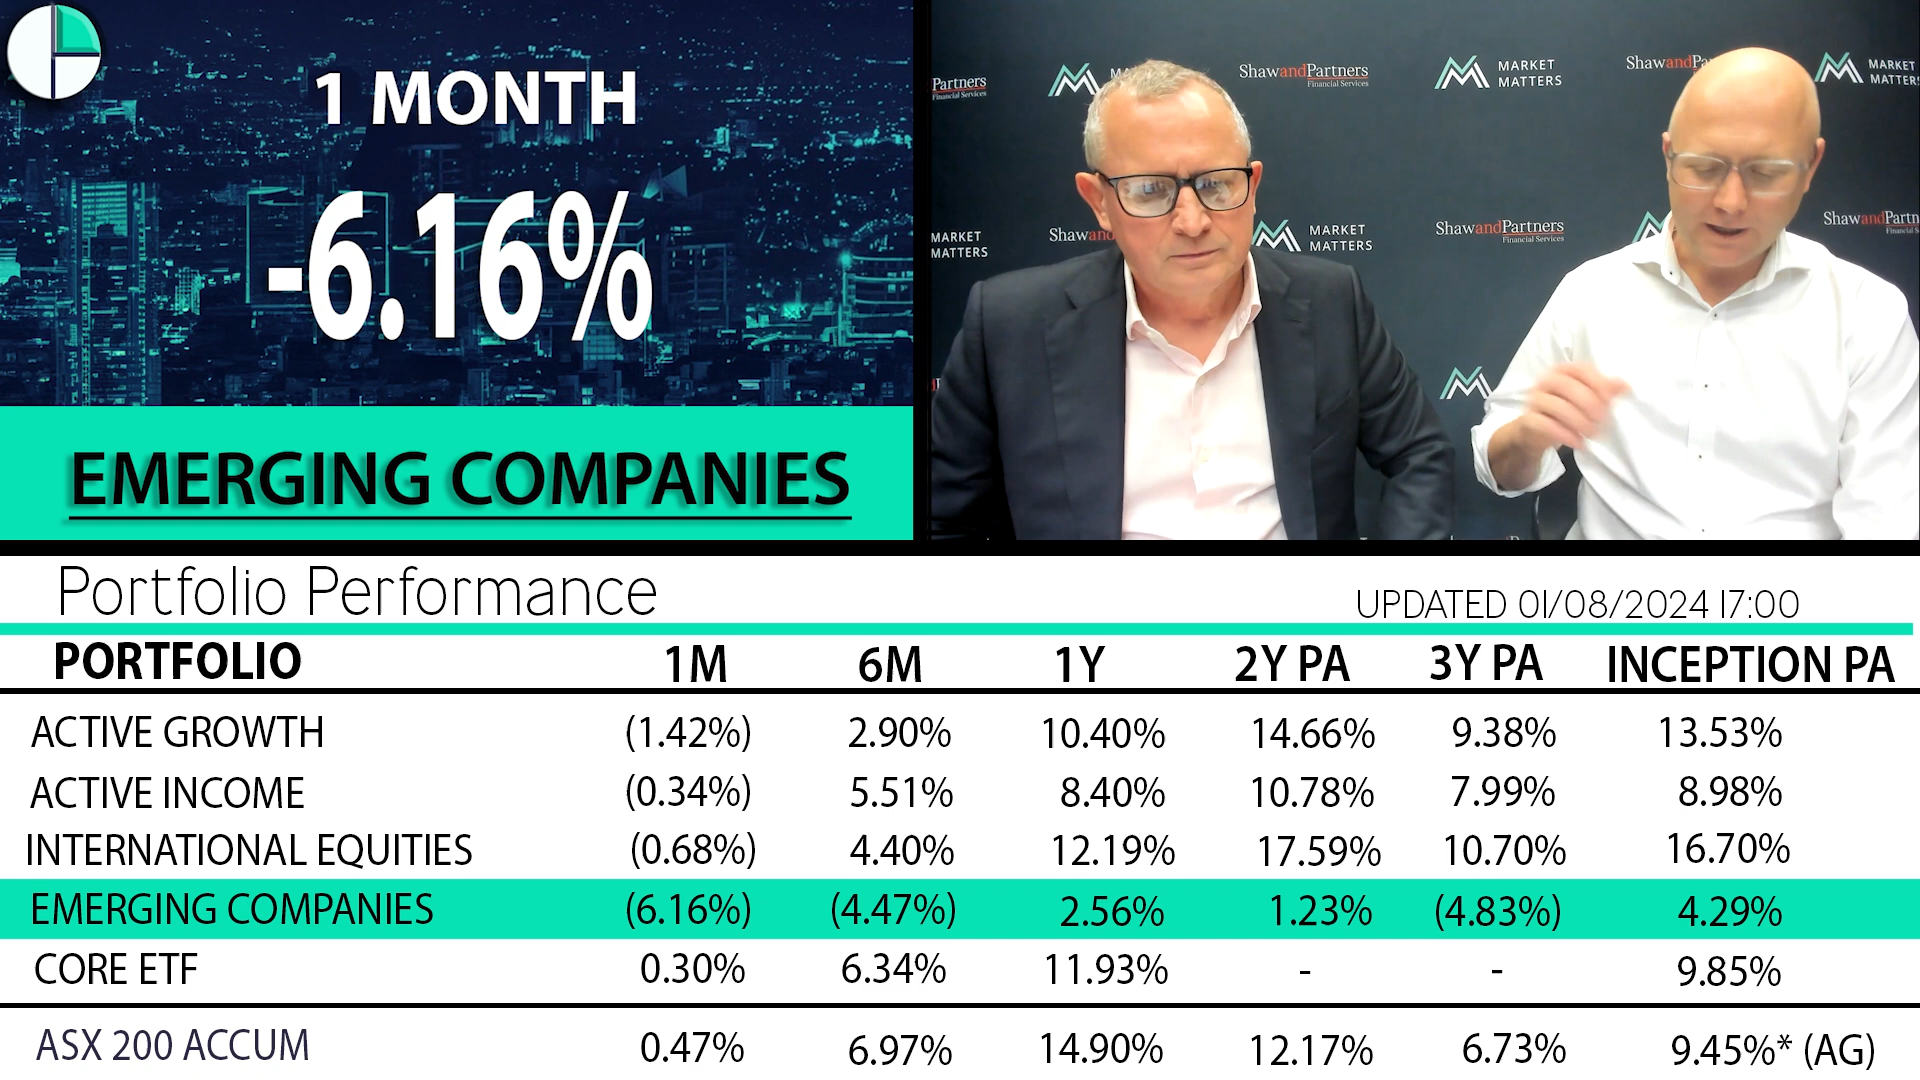 1 MONTH
-6.16%
EMERGING COMPANIES
Partners
Financial Services
ShawandPartners
Financial Services
MARKET
MATTERS
MARKET
MATTERS
MARKET
MATTERS
MARKET
MATTERS
ShawandPartners
Financial Services
Portfolio Performance
UPDATED 01/08/2024 17:00
PORTFOLIO 1M 6M 1Y 2Y PA 3Y PA INCEPTION PA
ACTIVE GROWTH (1.42%) 2.90% 10.40% 14.66% 9.38% 13.53%
ACTIVE INCOME (0.34%) 5.51% 8.40% 10.78% 7.99% 8.98%
INTERNATIONAL EQUITIES (0.68%) 4.40% 12.19% 17.59% 10.70% 16.70%
EMERGING COMPANIES (6.16%) (4.47%) 2.56% 1.23% (4.83%) 4.29%
CORE ETF 0.30% 6.34% 11.93% - - 9.85%
ASX 200 ACCUM 0.47% 6.97% 14.90% 12.17% 6.73% 9.45%* (AG)